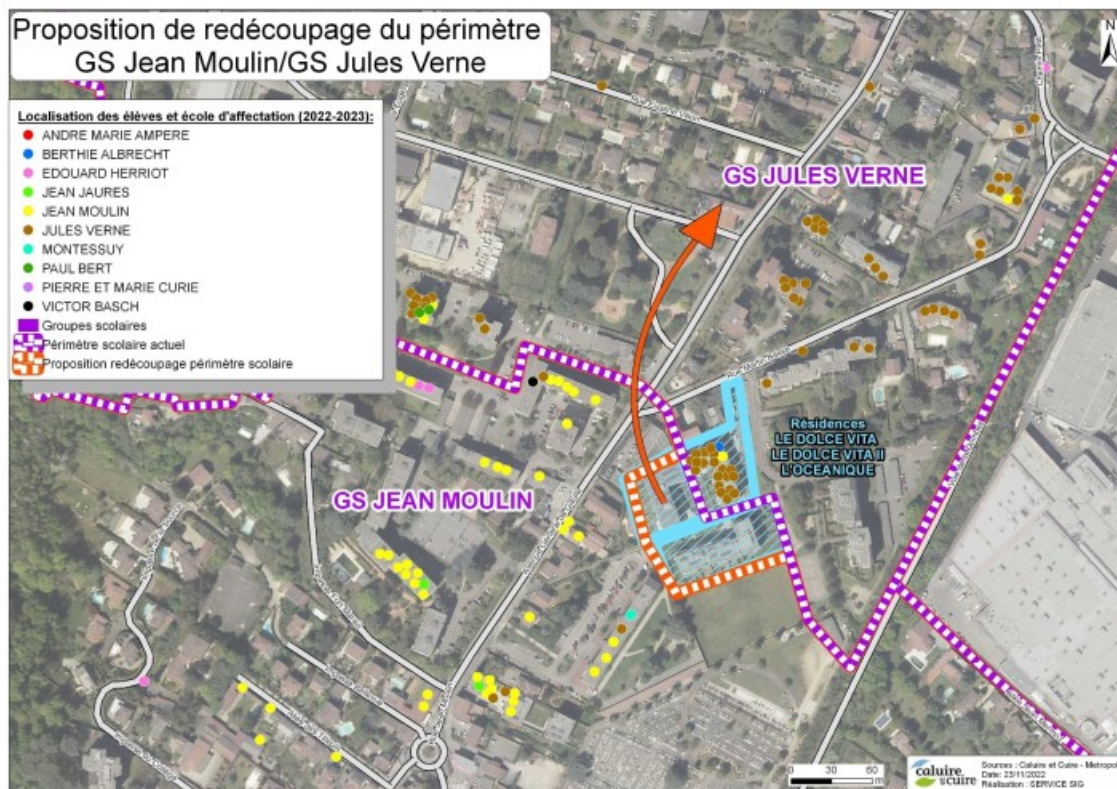 Proposition de redécoupage du périmètre
GS Jean Moulin/GS Jules Verne
N
Localisation des élèves et école d'affectation (2022-2023):
ANDRE MARIE AMPERE
BERTHIE ALBRECHT
EDOUARD HERRIOT
JEAN JAURES
JEAN MOULIN
JULES VERNE
MONTESSUY
PAUL BERT
PIERRE ET MARIE CURIE
VICTOR BASCH
Groupes scolaires
Périmètre scolaire actuel
Proposition redécoupage périmètre scolaire
GS JULES VERNE
Résidences
LE DOLCE VITA
LE DOLCE VITA II
L'OCEANIQUE
GS JEAN MOULIN
0 30 60
m
caluire
et cuire
Sources : Caluire et Cuire - Metropol
Date: 23/11/2022
Réalisation : SERVICE SIG